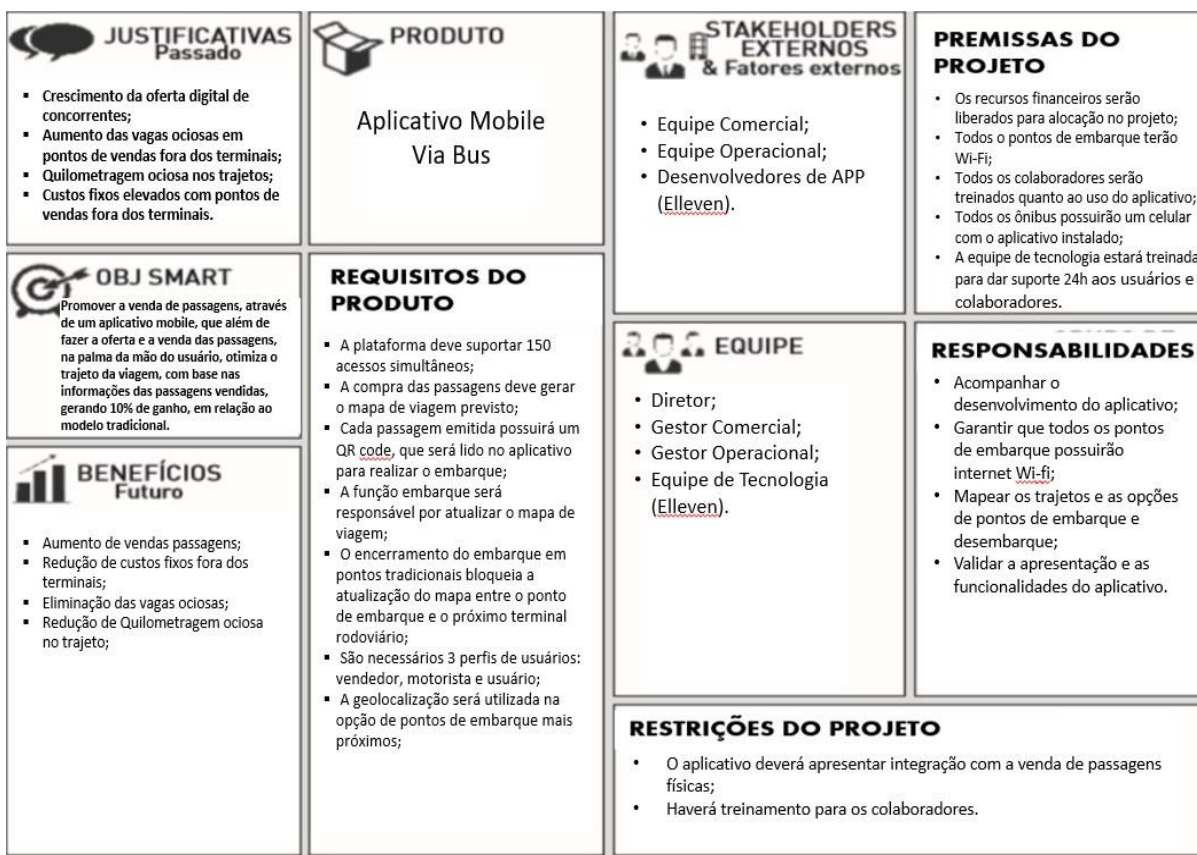 JUSTIFICATIVAS
Passado
▪ Crescimento da oferta digital de
concorrentes;
▪ Aumento das vagas ociosas em
pontos de vendas fora dos terminais;
▪ Quilometragem ociosa nos trajetos;
▪ Custos fixos elevados com pontos de
vendas fora dos terminais.
OBJ SMART
Promover a venda de passagens, através
de um aplicativo mobile, que além de
fazer a oferta e a venda das passagens,
na palma da mão do usuário, otimiza o
trajeto da viagem, com base nas
informações das passagens vendidas,
gerando 10% de ganho, em relação ao
modelo tradicional.
BENEFÍCIOS
Futuro
▪ Aumento de vendas passagens;
▪ Redução de custos fixos fora dos
terminais;
▪ Eliminação das vagas ociosas;
▪ Redução de Quilometragem ociosa
no trajeto;
PRODUTO
Aplicativo Mobile
Via Bus
REQUISITOS DO
PRODUTO
▪ A plataforma deve suportar 150
acessos simultâneos;
▪ A compra das passagens deve gerar
o mapa de viagem previsto;
▪ Cada passagem emitida possuirá um
QR code, que será lido no aplicativo
para realizar o embarque;
▪ A função embarque será
responsável por atualizar o mapa de
viagem;
▪ O encerramento do embarque em
pontos tradicionais bloqueia a
atualização do mapa entre o ponto
de embarque e o próximo terminal
rodoviário;
▪ São necessários 3 perfis de usuários:
vendedor, motorista e usuário;
▪ A geolocalização será utilizada na
opção de pontos de embarque mais
próximos;
STAKEHOLDERS
EXTERNOS
& Fatores externos
• Equipe Comercial;
• Equipe Operacional;
• Desenvolvedores de APP
(Elleven).
EQUIPE
• Diretor;
• Gestor Comercial;
• Gestor Operacional;
• Equipe de Tecnologia
(Elleven).
PREMISSAS DO
PROJETO
• Os recursos financeiros serão
liberados para alocação no projeto;
• Todos o pontos de embarque terão
Wi-Fi;
• Todos os colaboradores serão
treinados quanto ao uso do aplicativo;
• Todos os ônibus possuirão um celular
com o aplicativo instalado;
• A equipe de tecnologia estará treinada
para dar suporte 24h aos usuários e
colaboradores.
RESPONSABILIDADES
• Acompanhar o
desenvolvimento do aplicativo;
• Garantir que todos os pontos
de embarque possuirão
internet Wi-fi;
• Mapear os trajetos e as opções
de pontos de embarque e
desembarque;
• Validar a apresentação e as
funcionalidades do aplicativo.
RESTRIÇÕES DO PROJETO
• O aplicativo deverá apresentar integração com a venda de passagens
físicas;
• Haverá treinamento para os colaboradores.